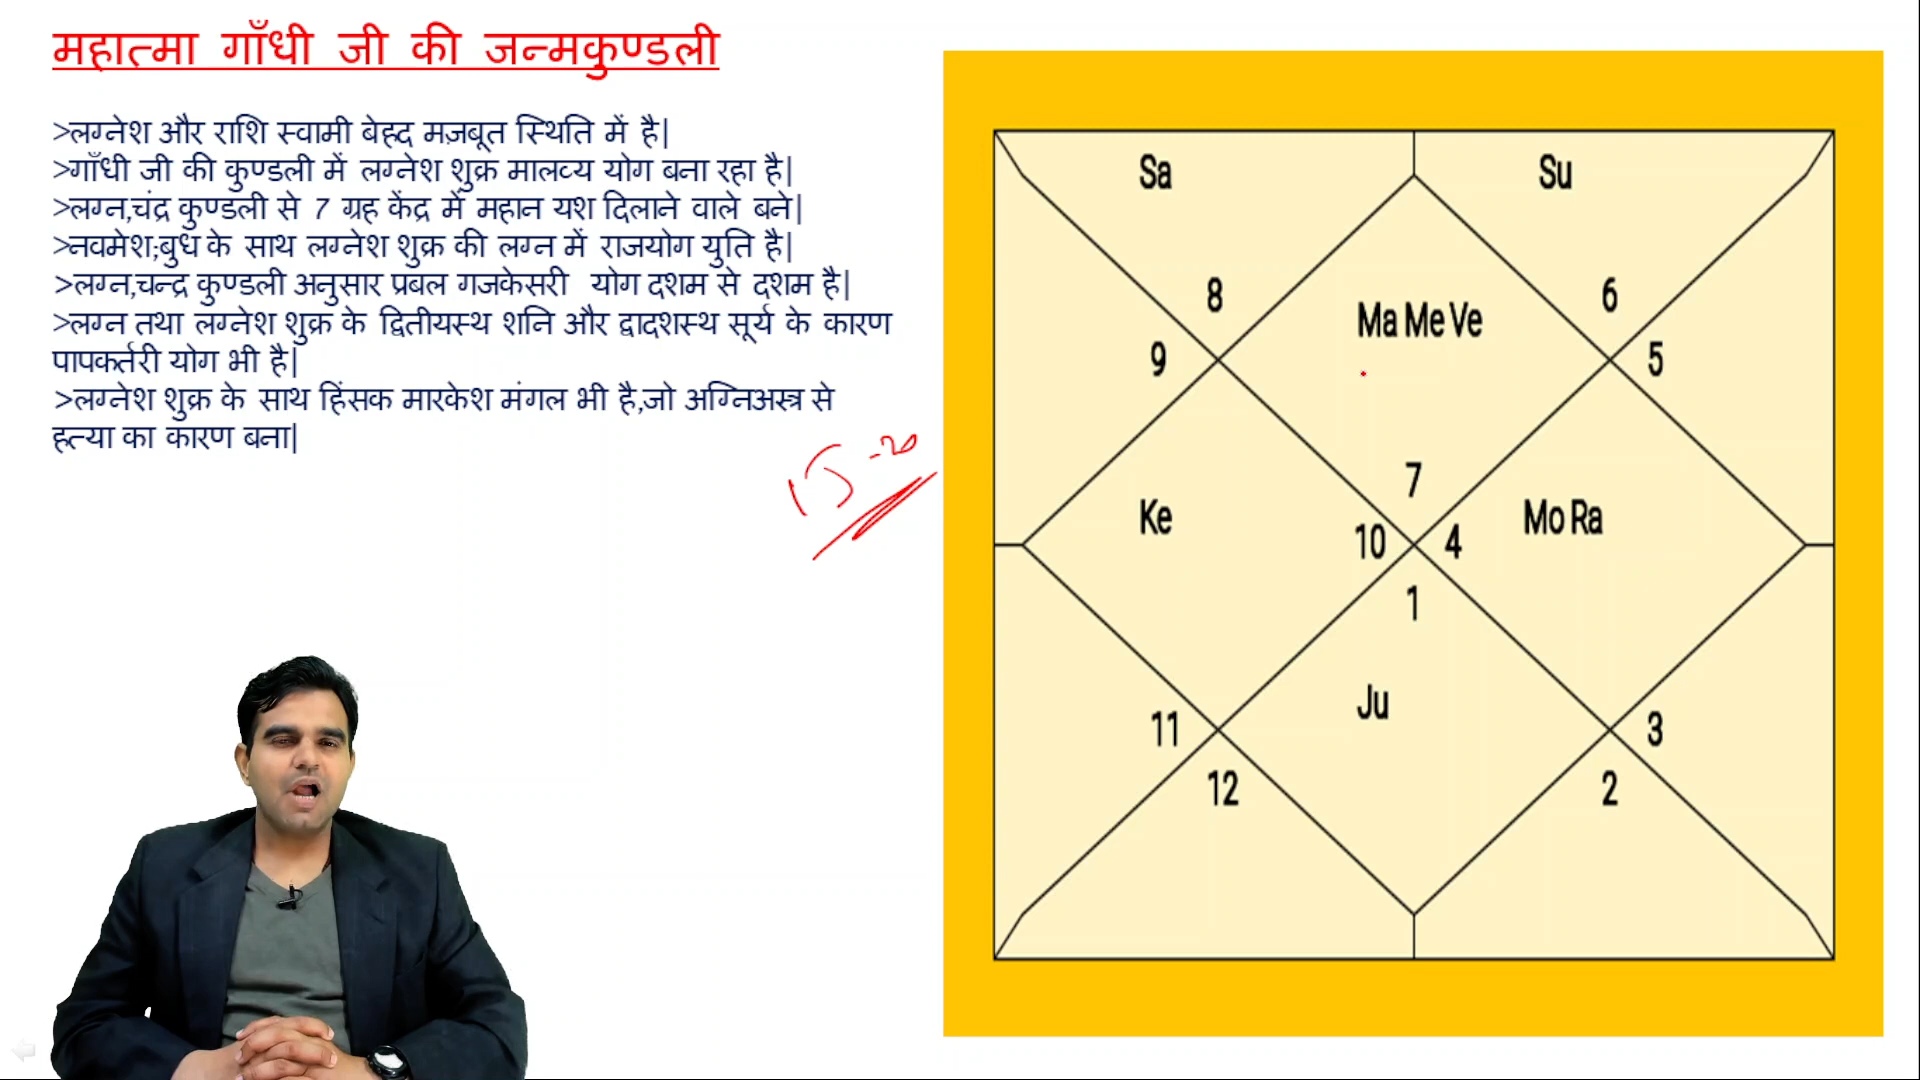 महात्मा गाँधी जी की जन्मकुण्डली
>लग्नेश और राशि स्वामी बेहद मज़बूत स्थिति में है|
>गाँधी जी की कुण्डली में लग्नेश शुक्र मालव्य योग बना रहा है|
>लग्न,चंद्र कुण्डली से 7 ग्रह केंद्र में महान यश दिलाने वाले बने|
>नवमेश;बुध के साथ लग्नेश शुक्र की लग्न में राजयोग युति है|
>लग्न,चन्द्र कुण्डली अनुसार प्रबल गजकेसरी योग दशम से दशम है|
>लग्न तथा लग्नेश शुक्र के द्वितीयस्थ शनि और द्वादशस्थ सूर्य के कारण
पापकर्तरी योग भी है|
>लग्नेश शुक्र के साथ हिंसक मारकेश मंगल भी है,जो अग्निअस्त्र से
हत्या का कारण बना|
15-20
Sa Su
8 6
Ma Me Ve
9 5
7
Ke Mo Ra
10 4
1
Ju
11 3
12 2